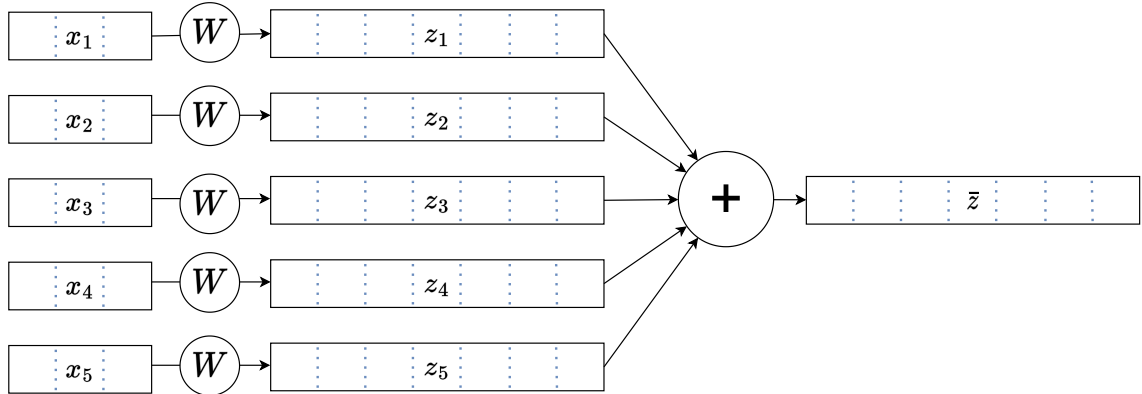 x₁ W z₁
x₂ W z₂
x₃ W z₃ + z̄
x₄ W z₄
x₅ W z₅